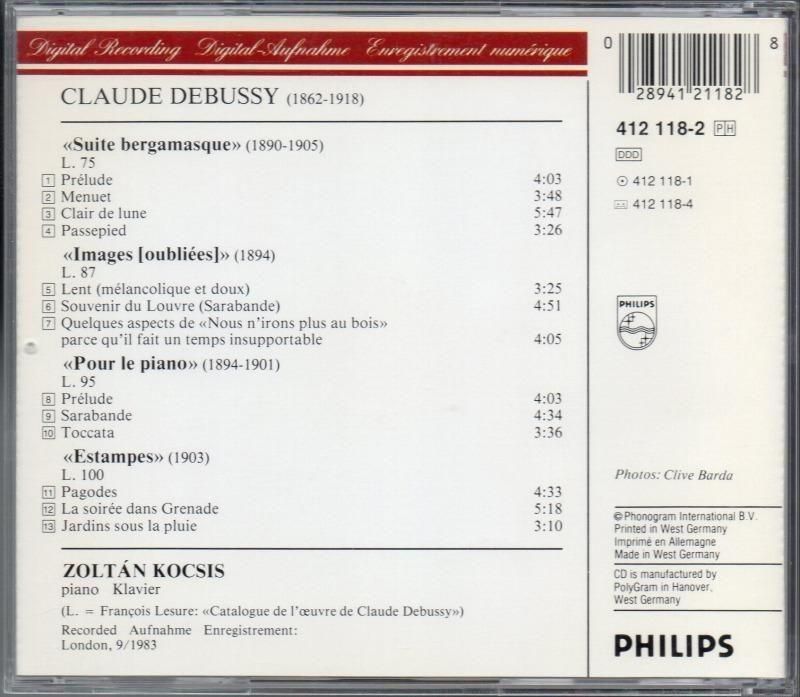 Digital Recording Digital-Aufnahme Enregistrement numérique
CLAUDE DEBUSSY (1862-1918)
«Suite bergamasque» (1890-1905)
L. 75
1 Prélude 4:03
2 Menuet 3:48
3 Clair de lune 5:47
4 Passepied 3:26
«Images [oubliées]» (1894)
L. 87
5 Lent (mélancolique et doux) 3:25
6 Souvenir du Louvre (Sarabande) 4:51
7 Quelques aspects de «Nous n'irons plus au bois»
parce qu'il fait un temps insupportable 4:05
«Pour le piano» (1894-1901)
L. 95
8 Prélude 4:03
9 Sarabande 4:34
10 Toccata 3:36
«Estampes» (1903)
L. 100
11 Pagodes 4:33
12 La soirée dans Grenade 5:18
13 Jardins sous la pluie 3:10
ZOLTÁN KOCSIS
piano Klavier
(L. = François Lesure: «Catalogue de l'œuvre de Claude Debussy»)
Recorded Aufnahme Enregistrement:
London, 9/1983
0 28941 21182 8
412 118-2 PH
DDD
412 118-1
412 118-4
PHILIPS
Photos: Clive Barda
℗ Phonogram International B.V.
Printed in West Germany
Imprimé en Allemagne
Made in West Germany
CD is manufactured by
PolyGram in Hanover,
West Germany
PHILIPS